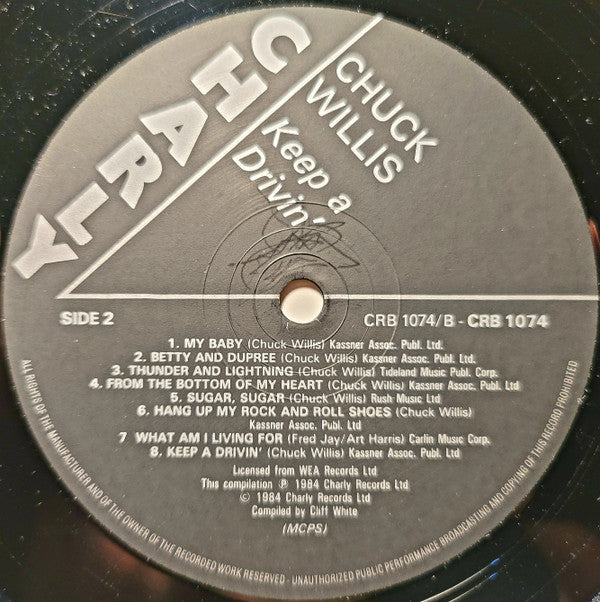 CHARLY
CHUCK
WILLIS
Keep a
Drivin'
SIDE 2
CRB 1074/B - CRB 1074
1. MY BABY (Chuck Willis) Kassner Assoc. Publ. Ltd.
2. BETTY AND DUPREE (Chuck Willis) Kassner Assoc. Publ. Ltd.
3. THUNDER AND LIGHTNING (Chuck Willis) Tideland Music Publ. Corp.
4. FROM THE BOTTOM OF MY HEART (Chuck Willis) Kassner Assoc. Publ. Ltd
5. SUGAR, SUGAR (Chuck Willis) Rush Music Ltd
6. HANG UP MY ROCK AND ROLL SHOES (Chuck Willis)
Kassner Assoc. Publ. Ltd
7 WHAT AM I LIVING FOR (Fred Jay/Art Harris) Carlin Music Corp.
8. KEEP A DRIVIN' (Chuck Willis) Kassner Assoc. Publ. Ltd.
Licensed from WEA Records Ltd
This compilation ℗ 1984 Charly Records Ltd
© 1984 Charly Records Ltd
Compiled by Cliff White
(MCPS)
ALL RIGHTS OF THE MANUFACTURER AND OF THE OWNER OF THE RECORDED WORK RESERVED - UNAUTHORIZED PUBLIC PERFORMANCE BROADCASTING AND COPYING OF THIS RECORD PROHIBITED